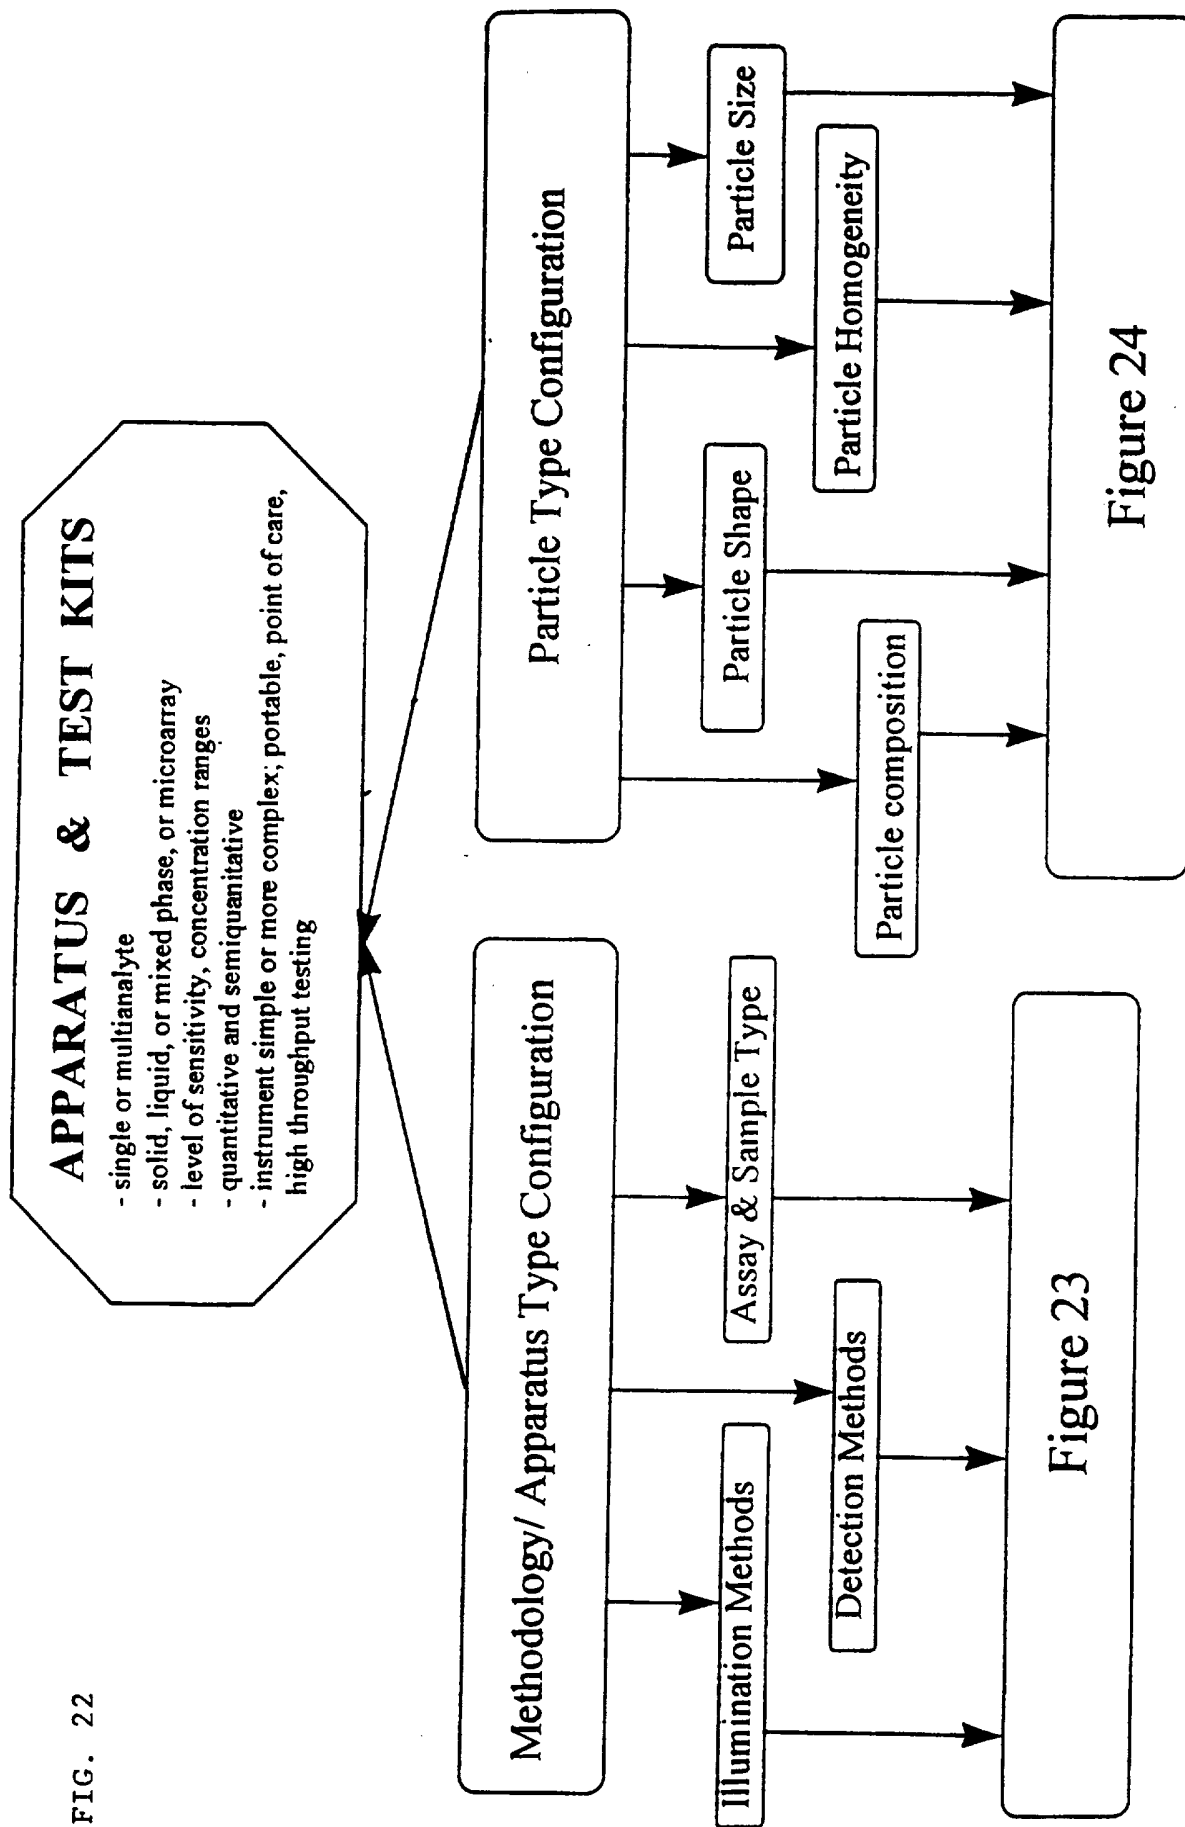 FIG. 22
APPARATUS & TEST KITS
- single or multianalyte
- solid, liquid, or mixed phase, or microarray
- level of sensitivity, concentration ranges
- quantitative and semiquanitative
- instrument simple or more complex; portable, point of care,
high throughput testing
Methodology/ Apparatus Type Configuration
Illumination Methods
Detection Methods
Assay & Sample Type
Figure 23
Particle Type Configuration
Particle composition
Particle Shape
Particle Homogeneity
Particle Size
Figure 24